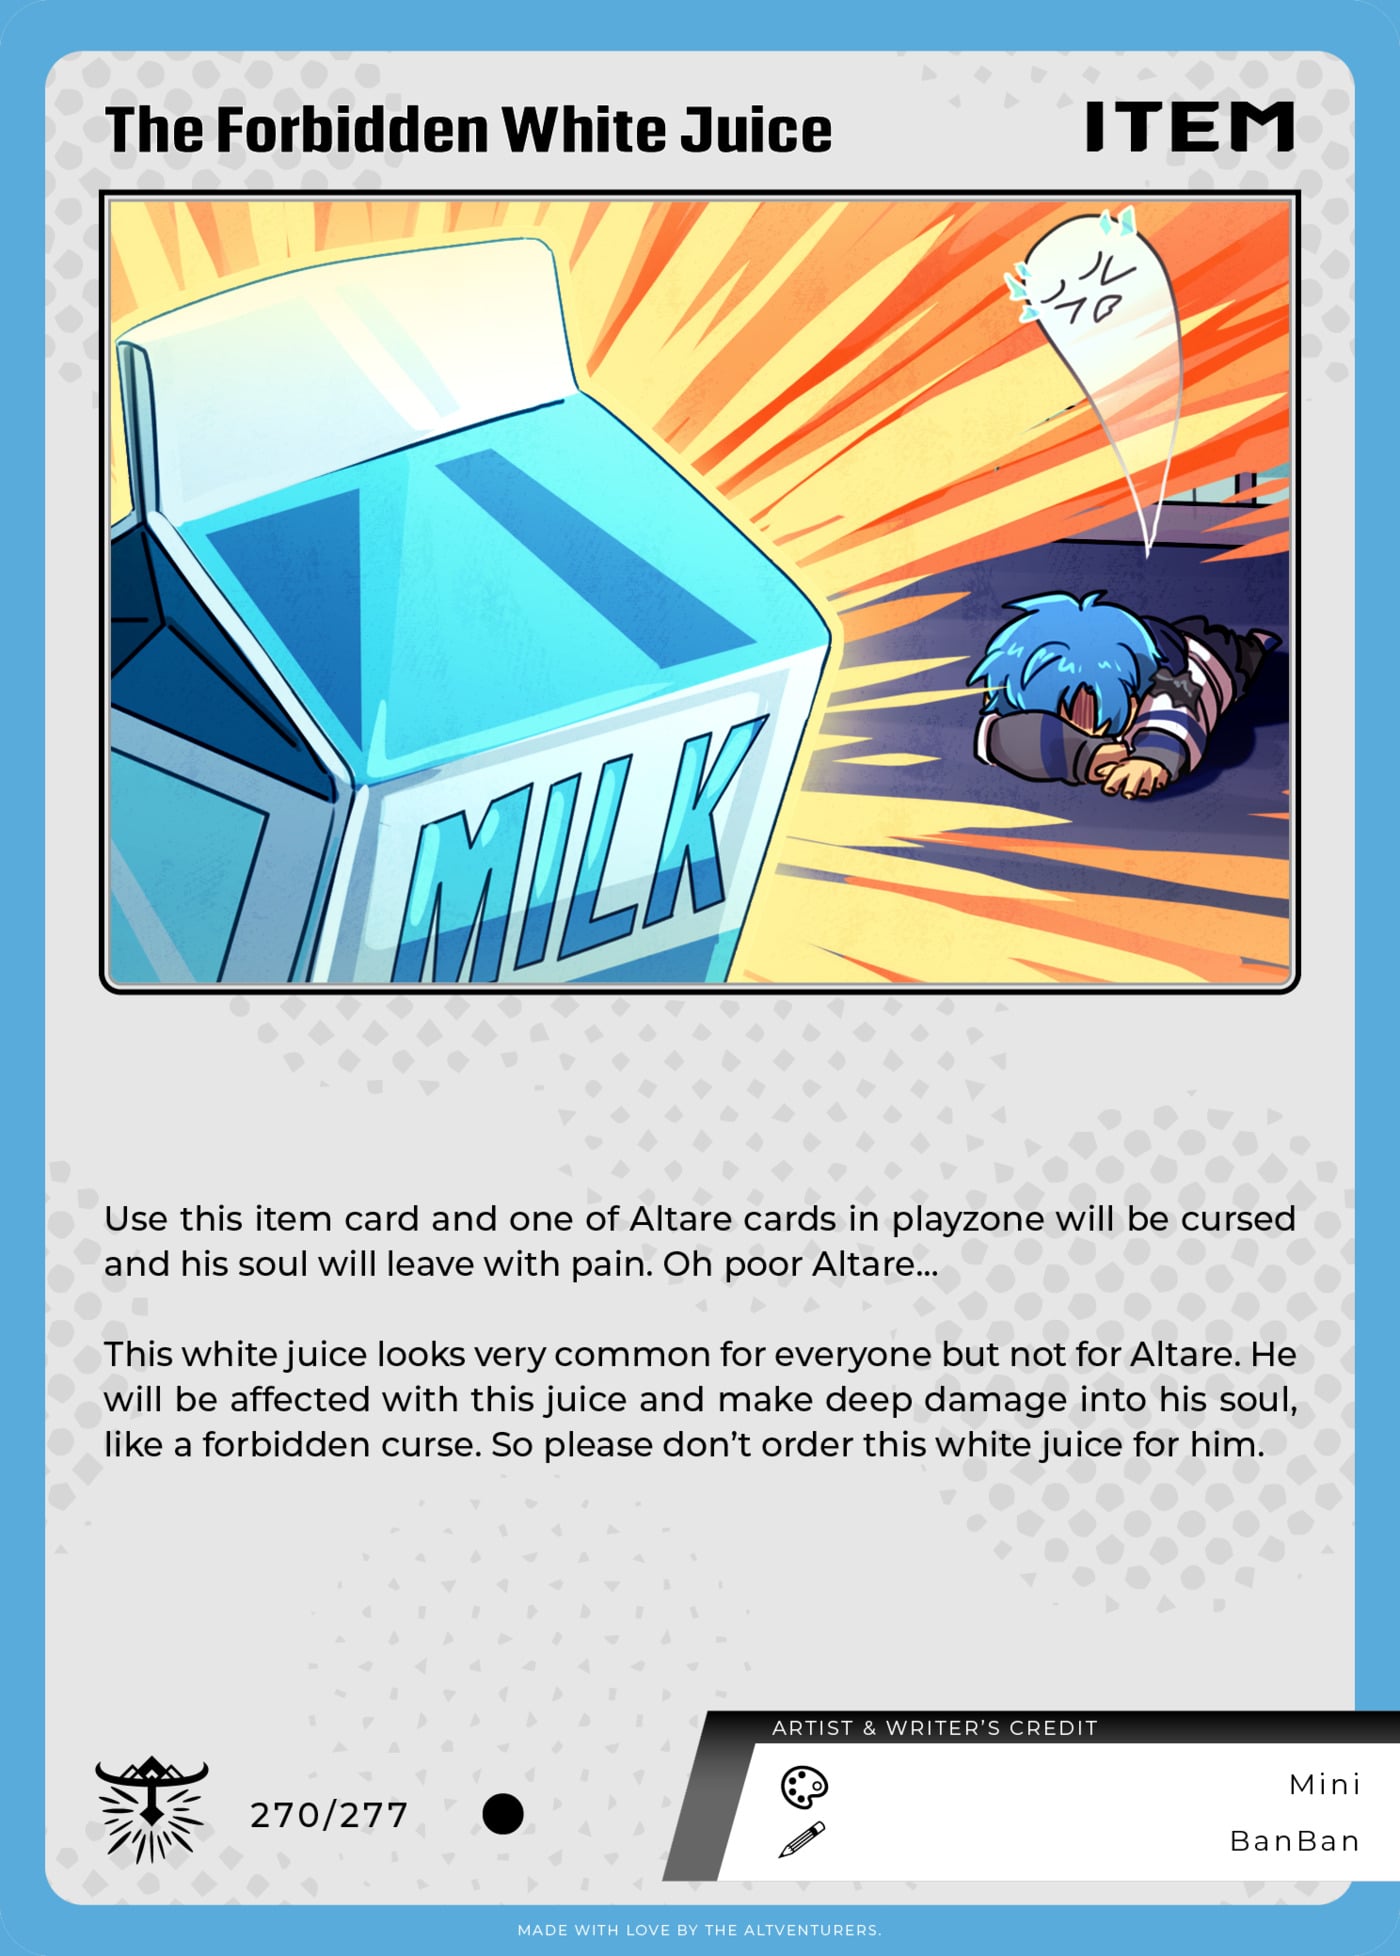 The Forbidden White Juice
ITEM
MILK
Use this item card and one of Altare cards in playzone will be cursed
and his soul will leave with pain. Oh poor Altare...
This white juice looks very common for everyone but not for Altare. He
will be affected with this juice and make deep damage into his soul,
like a forbidden curse. So please don’t order this white juice for him.
ARTIST & WRITER’S CREDIT
Mini
BanBan
270/277
MADE WITH LOVE BY THE ALTVENTURERS.